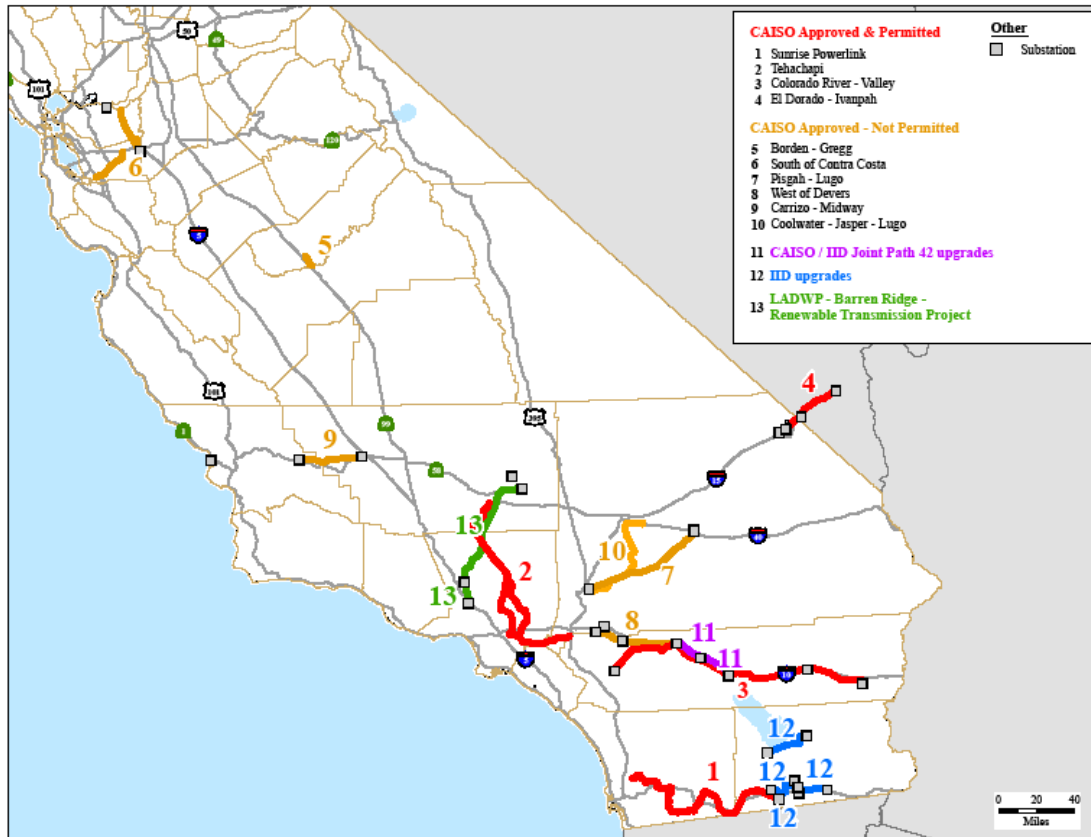 CAISO Approved & Permitted
1 Sunrise Powerlink
2 Tehachapi
3 Colorado River - Valley
4 El Dorado - Ivanpah
CAISO Approved - Not Permitted
5 Borden - Gregg
6 South of Contra Costa
7 Pisgah - Lugo
8 West of Devers
9 Carrizo - Midway
10 Coolwater - Jasper - Lugo
11 CAISO / IID Joint Path 42 upgrades
12 IID upgrades
13 LADWP - Barren Ridge -
Renewable Transmission Project
Other
Substation
50
49
101
120
6
5
5
101
395
4
1
9
99
58
15
13
10
40
7
2
13
8
11
11
5
3
10
12
1
12
12
12
0 20 40
Miles